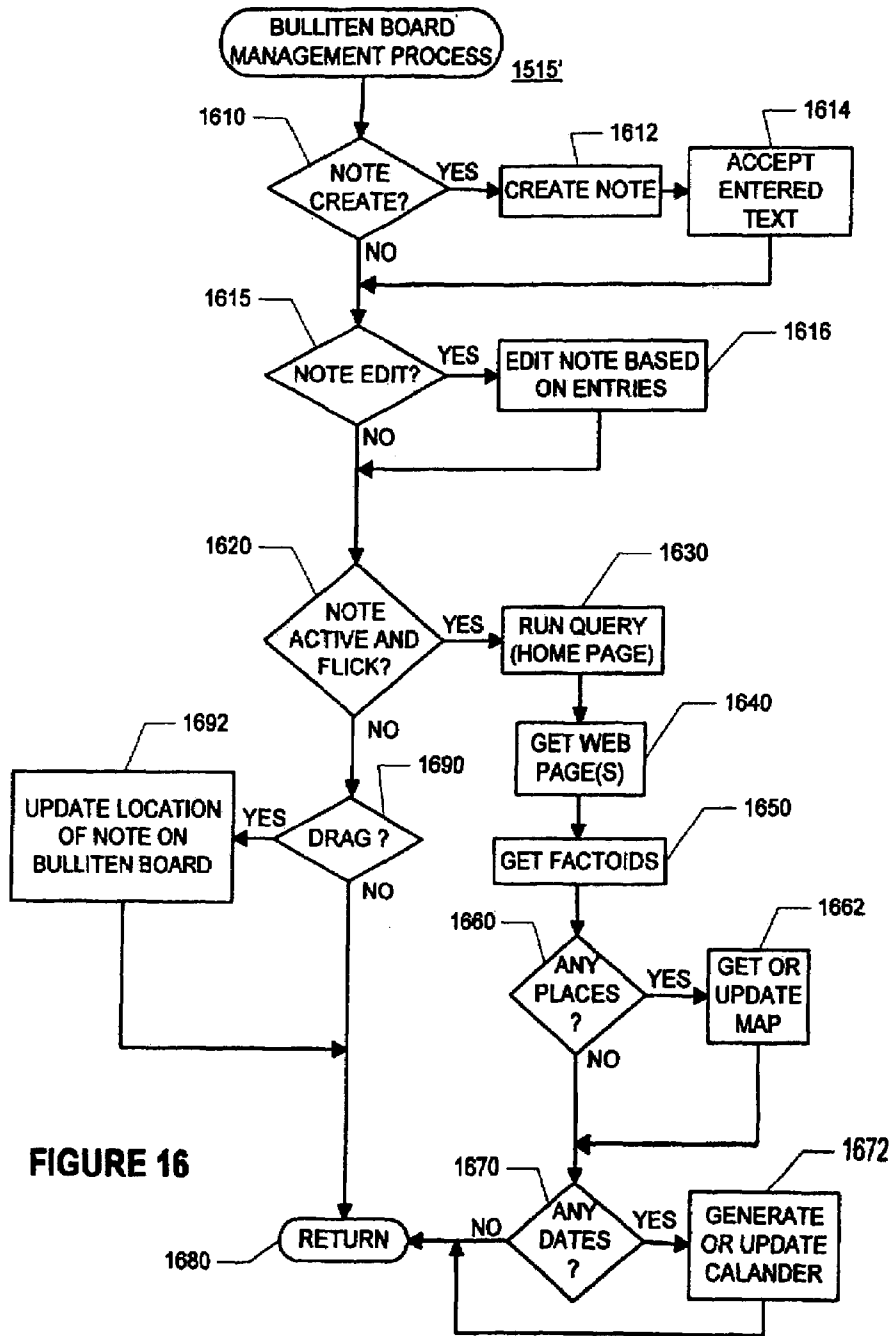 BULLITEN BOARD
MANAGEMENT PROCESS
1515'
1610
NOTE
CREATE?
YES
NO
1612
CREATE NOTE
1614
ACCEPT
ENTERED
TEXT
1615
NOTE EDIT?
YES
NO
1616
EDIT NOTE BASED
ON ENTRIES
1620
NOTE
ACTIVE AND
FLICK?
YES
NO
1630
RUN QUERY
(HOME PAGE)
1640
GET WEB
PAGE(S)
1650
GET FACTOIDS
1692
UPDATE LOCATION
OF NOTE ON
BULLITEN BOARD
1690
DRAG ?
YES
NO
1660
ANY
PLACES
?
YES
NO
1662
GET OR
UPDATE
MAP
FIGURE 16
1670
ANY
DATES
?
YES
NO
1672
GENERATE
OR UPDATE
CALANDER
1680
RETURN